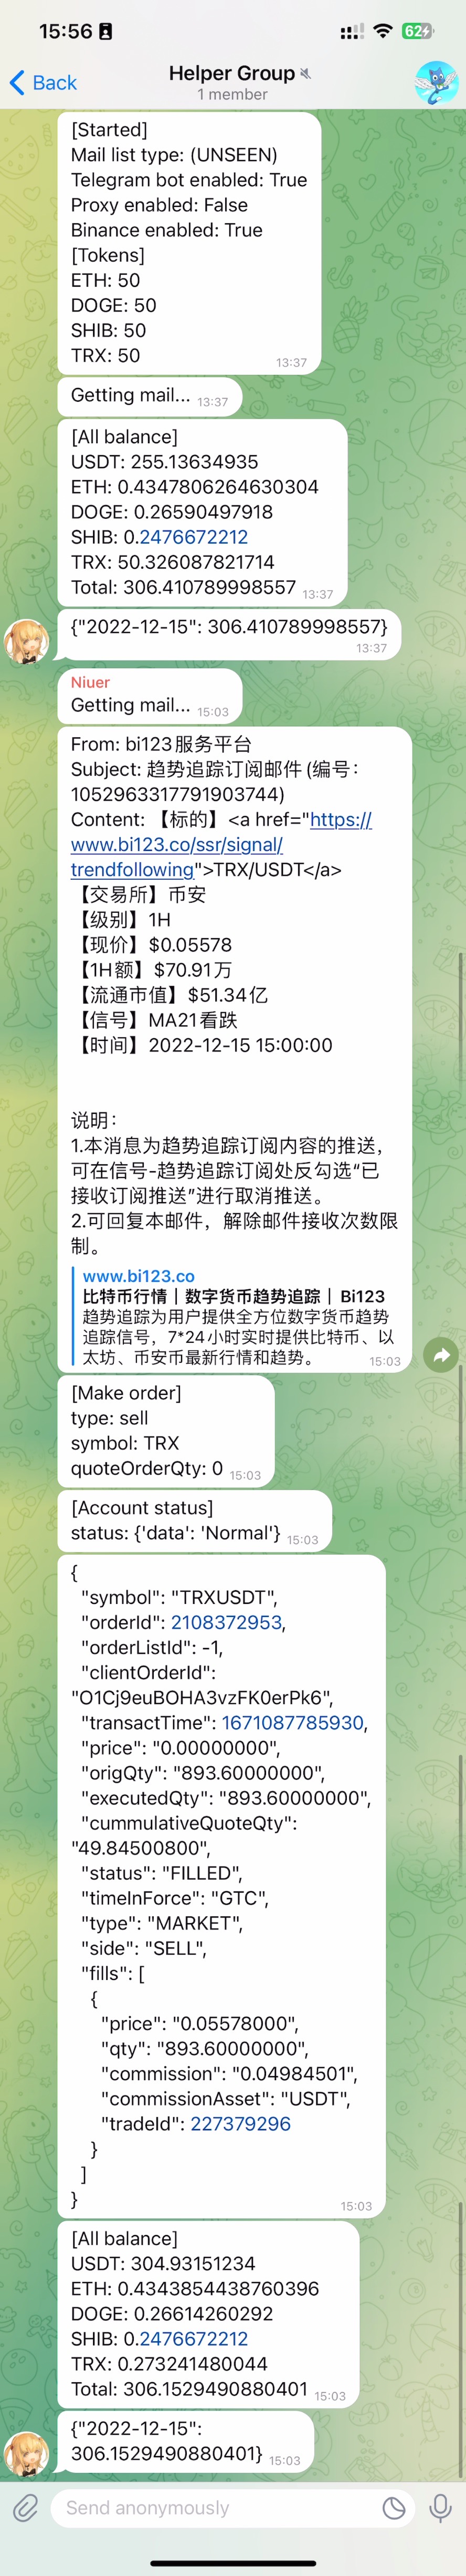 15:56
62
Back
Helper Group
1 member
[Started]
Mail list type: (UNSEEN)
Telegram bot enabled: True
Proxy enabled: False
Binance enabled: True
[Tokens]
ETH: 50
DOGE: 50
SHIB: 50
TRX: 50
13:37
Getting mail... 13:37
[All balance]
USDT: 255.13634935
ETH: 0.4347806264630304
DOGE: 0.26590497918
SHIB: 0.2476672212
TRX: 50.326087821714
Total: 306.410789998557 13:37
{"2022-12-15": 306.410789998557}
13:37
Niuer
Getting mail... 15:03
From: bi123服务平台
Subject: 趋势追踪订阅邮件 (编号：
1052963317791903744)
Content: 【标的】<a href="https://
www.bi123.co/ssr/signal/
trendfollowing">TRX/USDT</a>
【交易所】币安
【级别】1H
【现价】$0.05578
【1H额】$70.91万
【流通市值】$51.34亿
【信号】MA21看跌
【时间】2022-12-15 15:00:00
说明：
1.本消息为趋势追踪订阅内容的推送，
可在信号-趋势追踪订阅处反勾选“已
接收订阅推送”进行取消推送。
2.可回复本邮件，解除邮件接收次数限
制。
www.bi123.co
比特币行情丨数字货币趋势追踪丨 Bi123
趋势追踪为用户提供全方位数字货币趋势
追踪信号，7*24小时实时提供比特币、以
太坊、币安币最新行情和趋势。 15:03
[Make order]
type: sell
symbol: TRX
quoteOrderQty: 0 15:03
[Account status]
status: {'data': 'Normal'} 15:03
{
"symbol": "TRXUSDT",
"orderId": 2108372953,
"orderListId": -1,
"clientOrderId":
"O1Cj9euBOHA3vzFK0erPk6",
"transactTime": 1671087785930,
"price": "0.00000000",
"origQty": "893.60000000",
"executedQty": "893.60000000",
"cummulativeQuoteQty":
"49.84500800",
"status": "FILLED",
"timeInForce": "GTC",
"type": "MARKET",
"side": "SELL",
"fills": [
{
"price": "0.05578000",
"qty": "893.60000000",
"commission": "0.04984501",
"commissionAsset": "USDT",
"tradeId": 227379296
}
]
}
15:03
[All balance]
USDT: 304.93151234
ETH: 0.4343854438760396
DOGE: 0.26614260292
SHIB: 0.2476672212
TRX: 0.273241480044
Total: 306.1529490880401 15:03
{"2022-12-15":
306.1529490880401} 15:03
Send anonymously